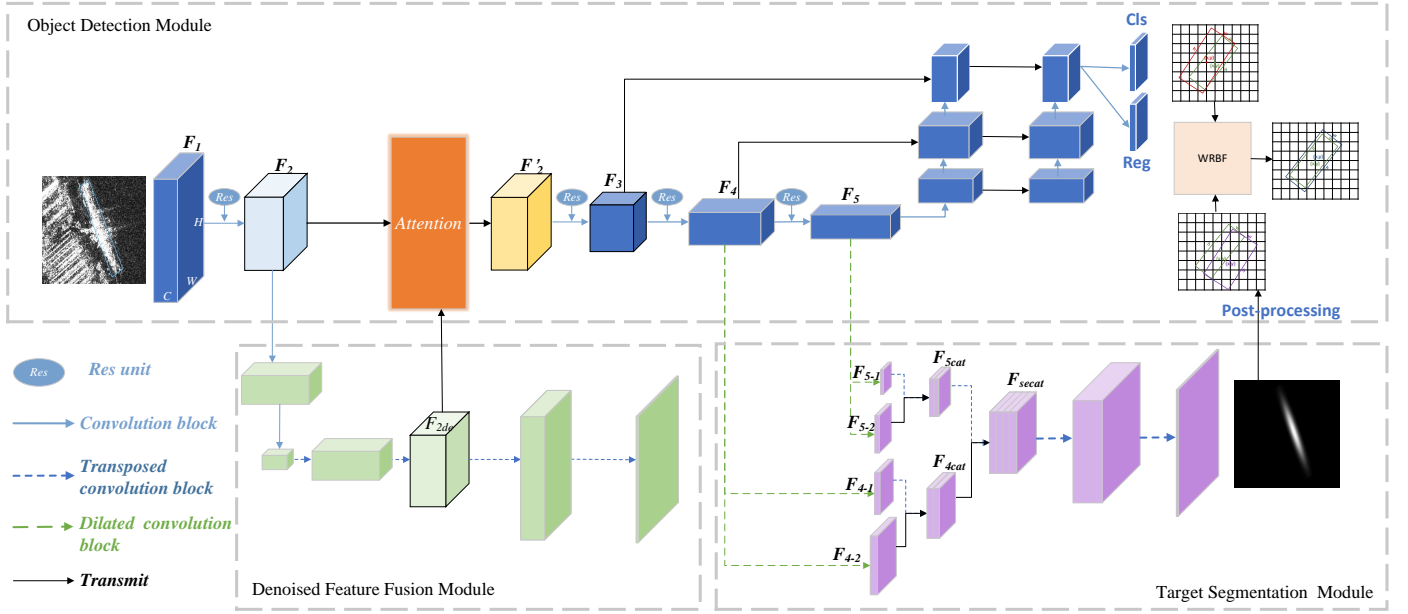 Object Detection Module
Cls
F1
Res
F2
Attention
F'2
Res
F3
Res
F4
Res
F5
Reg
WRBF
H
W
C
Post-processing
Res
Res unit
Convolution block
Transposed
convolution block
Dilated convolution
block
Transmit
F2de
Denoised Feature Fusion Module
F5-1
F5cat
F5-2
Fsecat
F4-1
F4cat
F4-2
Target Segmentation Module